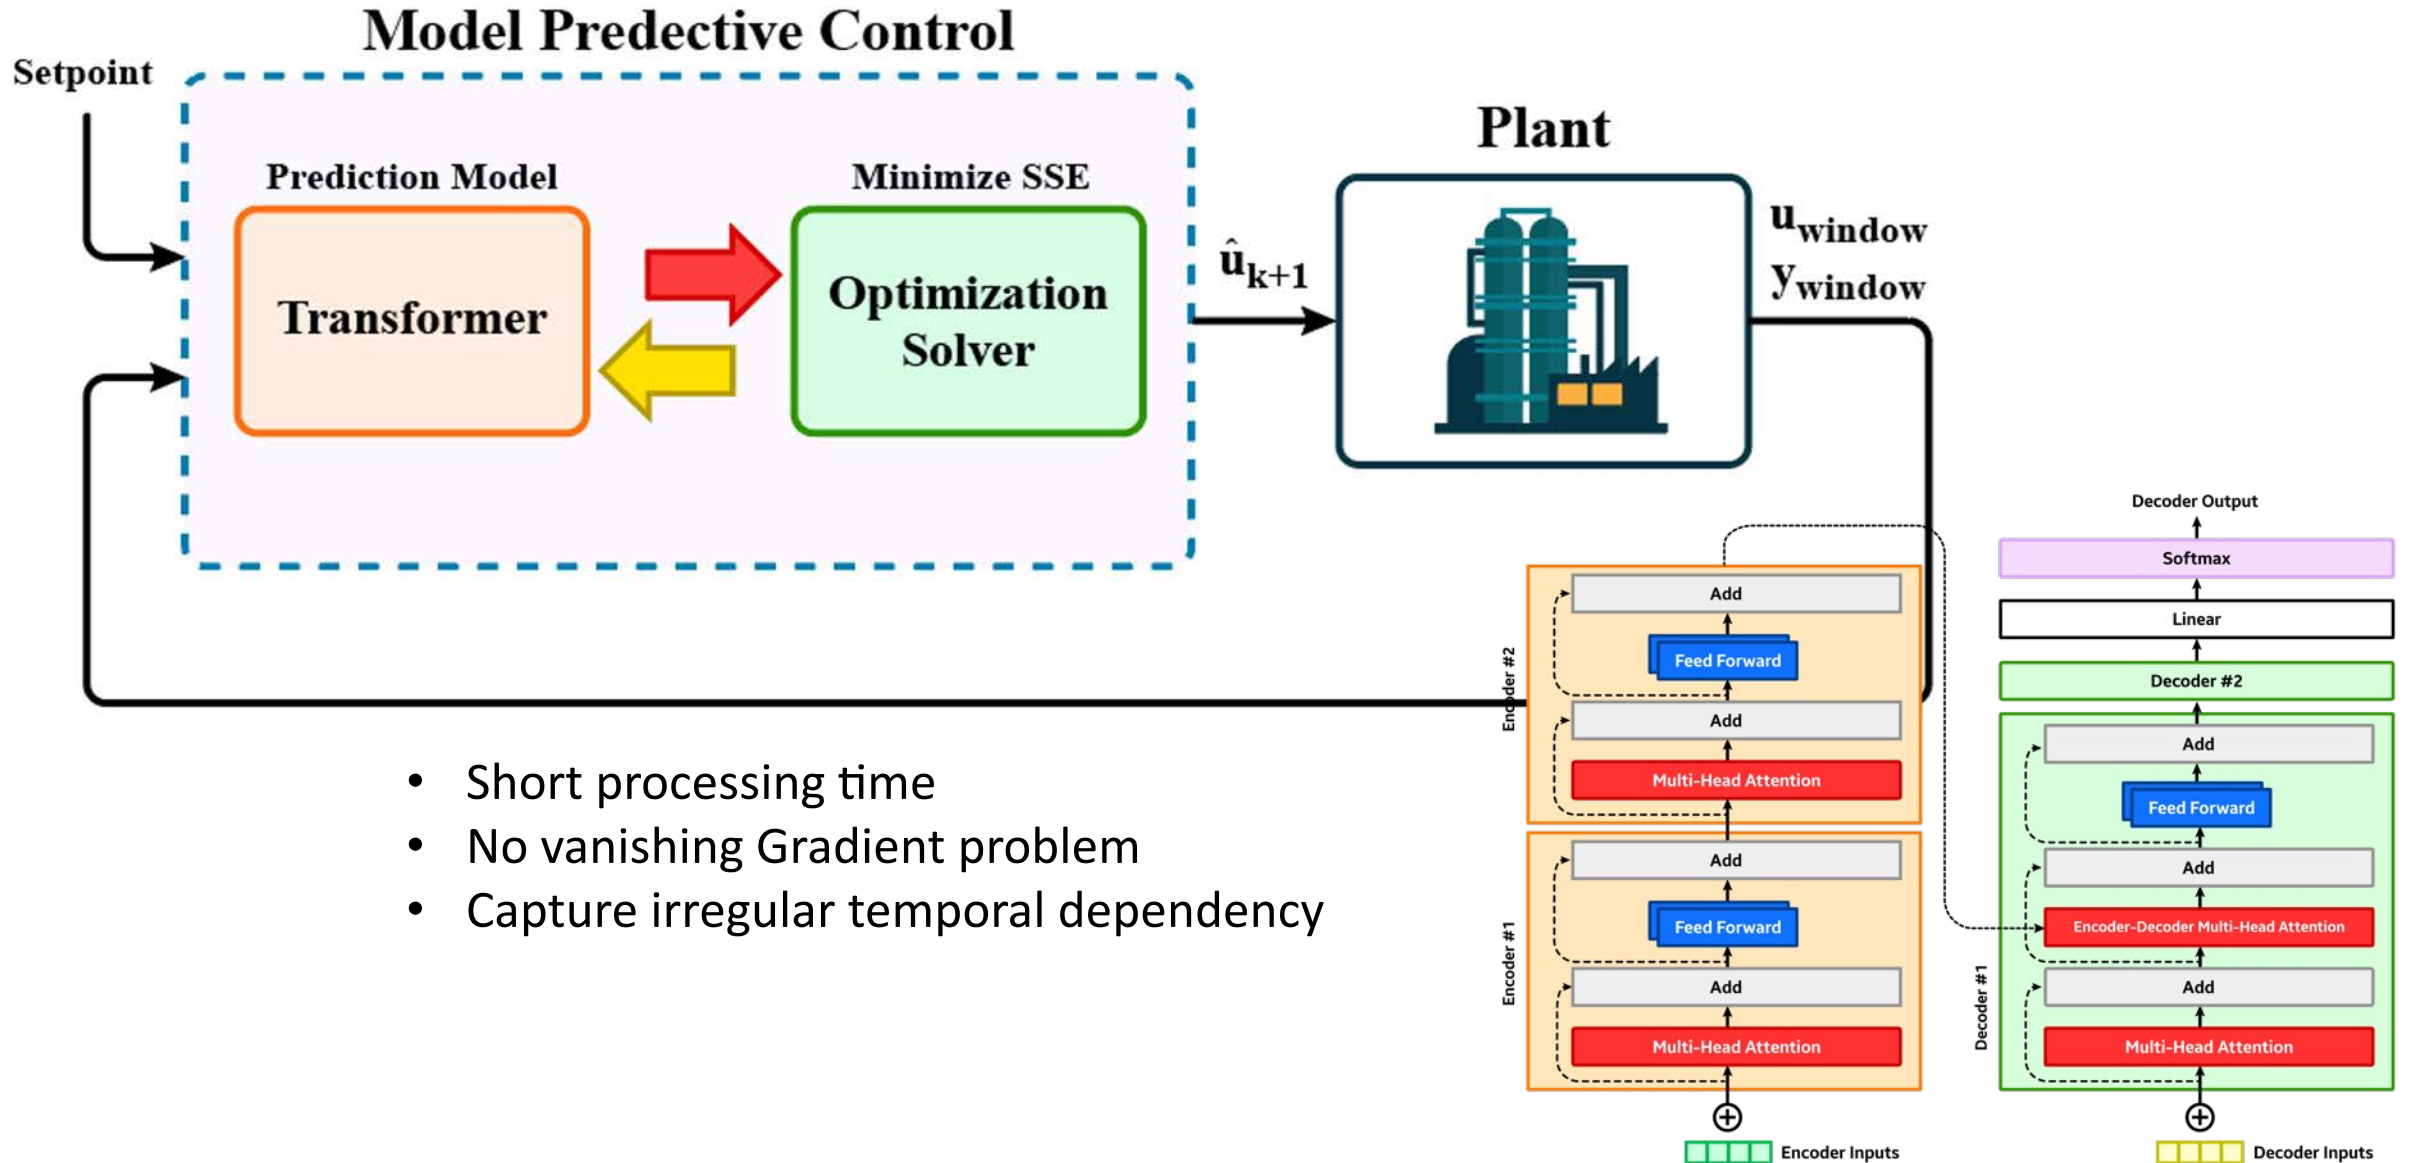 Model Predective Control
Setpoint
Prediction Model
Minimize SSE
Transformer
Optimization
Solver
û k+1
Plant
u window
y window
• Short processing time
• No vanishing Gradient problem
• Capture irregular temporal dependency
Encoder #2
Add
Feed Forward
Add
Multi-Head Attention
Encoder #1
Add
Feed Forward
Add
Multi-Head Attention
Encoder Inputs
Decoder Output
Softmax
Linear
Decoder #2
Decoder #1
Add
Feed Forward
Add
Encoder-Decoder Multi-Head Attention
Add
Multi-Head Attention
Decoder Inputs